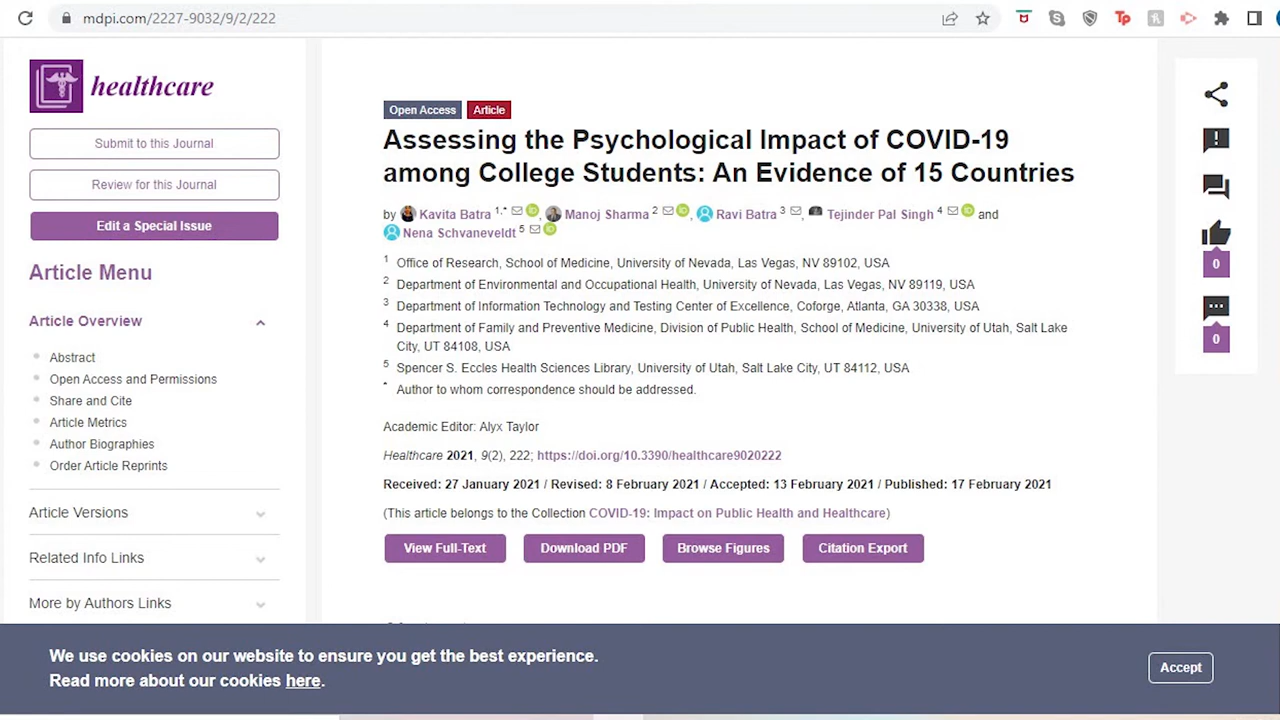 mdpi.com/2227-9032/9/2/222
healthcare
Submit to this Journal
Review for this Journal
Edit a Special Issue
Article Menu
Article Overview
Abstract
Open Access and Permissions
Share and Cite
Article Metrics
Author Biographies
Order Article Reprints
Article Versions
Related Info Links
More by Authors Links
Open Access Article
Assessing the Psychological Impact of COVID-19
among College Students: An Evidence of 15 Countries
by Kavita Batra 1,*, Manoj Sharma 2, Ravi Batra 3, Tejinder Pal Singh 4 and
Nena Schvaneveldt 5
1 Office of Research, School of Medicine, University of Nevada, Las Vegas, NV 89102, USA
2 Department of Environmental and Occupational Health, University of Nevada, Las Vegas, NV 89119, USA
3 Department of Information Technology and Testing Center of Excellence, Coforge, Atlanta, GA 30338, USA
4 Department of Family and Preventive Medicine, Division of Public Health, School of Medicine, University of Utah, Salt Lake
City, UT 84108, USA
5 Spencer S. Eccles Health Sciences Library, University of Utah, Salt Lake City, UT 84112, USA
* Author to whom correspondence should be addressed.
Academic Editor: Alyx Taylor
Healthcare 2021, 9(2), 222; https://doi.org/10.3390/healthcare9020222
Received: 27 January 2021 / Revised: 8 February 2021 / Accepted: 13 February 2021 / Published: 17 February 2021
(This article belongs to the Collection COVID-19: Impact on Public Health and Healthcare)
View Full-Text Download PDF Browse Figures Citation Export
0
0
We use cookies on our website to ensure you get the best experience.
Read more about our cookies here.
Accept